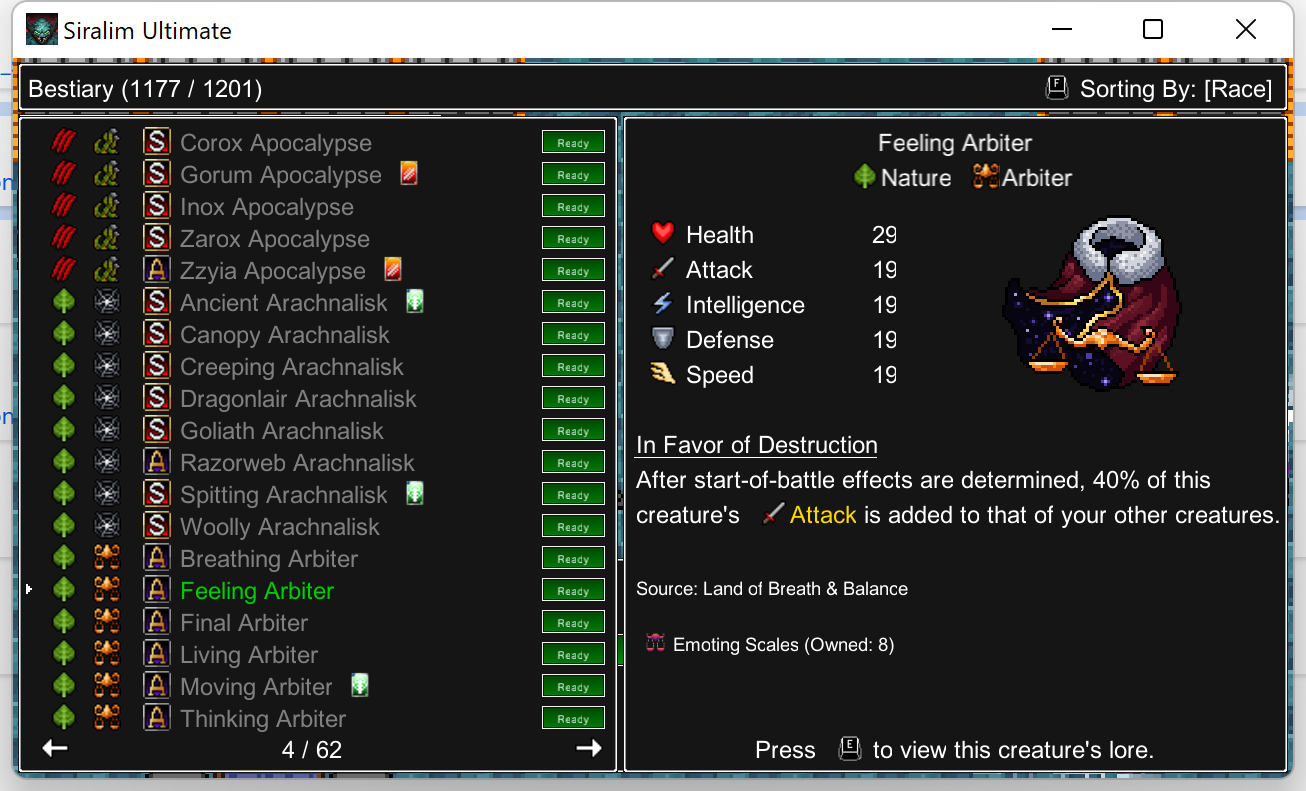 Siralim Ultimate
Bestiary (1177 / 1201)
F Sorting By: [Race]
S Corox Apocalypse Ready
S Gorum Apocalypse Ready
S Inox Apocalypse Ready
S Zarox Apocalypse Ready
A Zzyia Apocalypse Ready
S Ancient Arachnalisk Ready
S Canopy Arachnalisk Ready
S Creeping Arachnalisk Ready
S Dragonlair Arachnalisk Ready
S Goliath Arachnalisk Ready
A Razorweb Arachnalisk Ready
S Spitting Arachnalisk Ready
S Woolly Arachnalisk Ready
A Breathing Arbiter Ready
A Feeling Arbiter Ready
A Final Arbiter Ready
A Living Arbiter Ready
A Moving Arbiter Ready
A Thinking Arbiter Ready
4 / 62
Feeling Arbiter
Nature Arbiter
Health 29
Attack 19
Intelligence 19
Defense 19
Speed 19
In Favor of Destruction
After start-of-battle effects are determined, 40% of this
creature's Attack is added to that of your other creatures.
Source: Land of Breath & Balance
Emoting Scales (Owned: 8)
Press E to view this creature's lore.